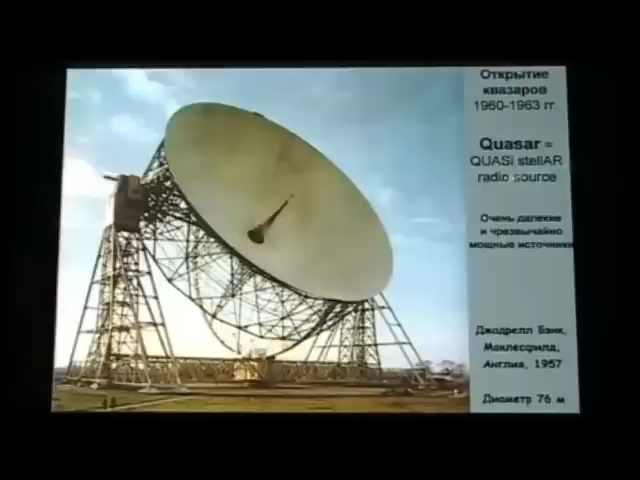 Открытие
квазаров
1960-1963 гг.
Quasar =
QUASi stellAR
radio source
Очень далекие
и чрезвычайно
мощные источники
Джодрелл Бэнк,
Маклесфилд,
Англия, 1957
Диаметр 76 м